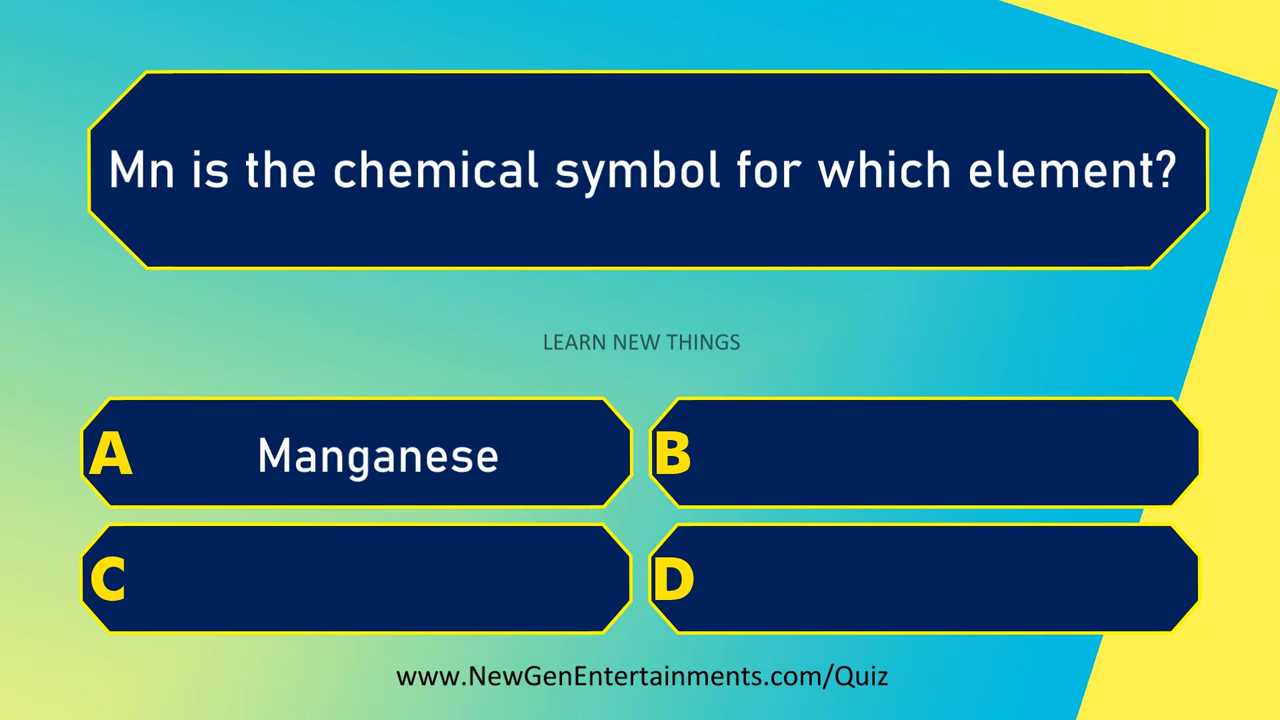 Mn is the chemical symbol for which element?
LEARN NEW THINGS
A Manganese
B
C
D
www.NewGenEntertainments.com/Quiz